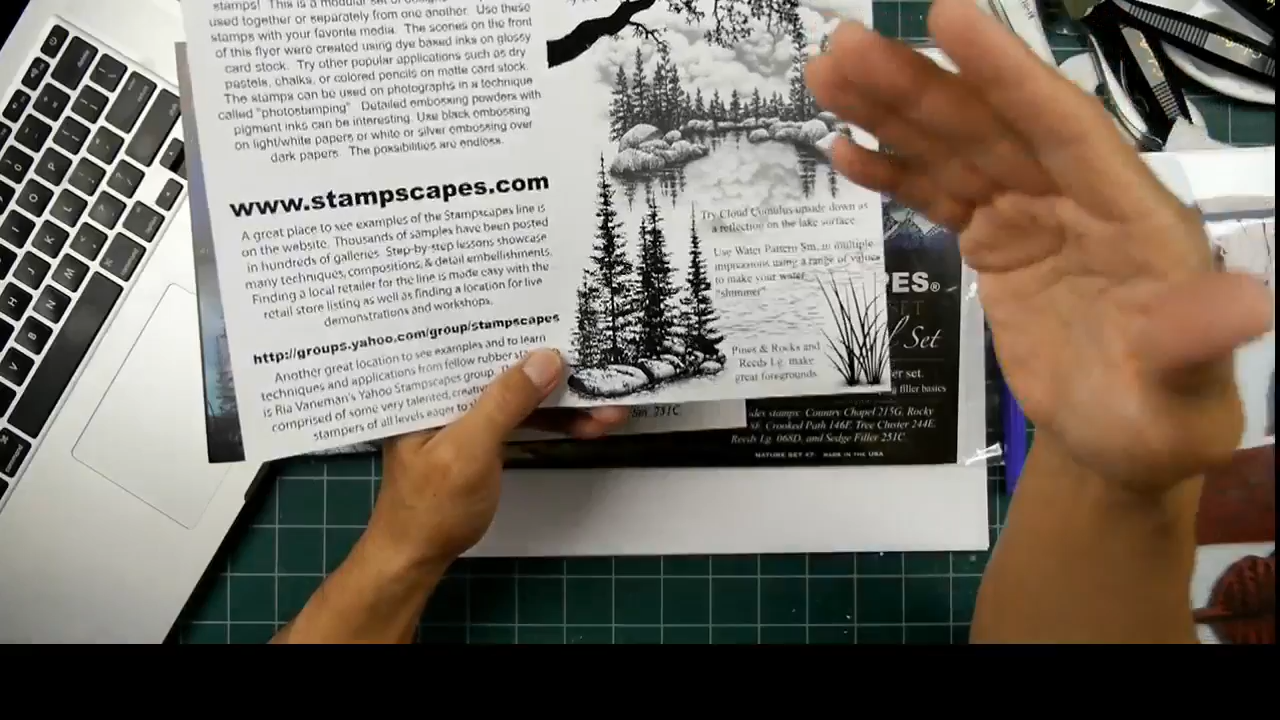 stamps! This is a modular set of
used together or separately from one another. Use these
stamps with your favorite media. The scenes on the front
of this flyer were created using dye based inks on glossy
card stock. Try other popular applications such as dry
pastels, chalks, or colored pencils on matte card stock.
The stamps can be used on photographs in a technique
called "photostamping" Detailed embossing powders with
pigment inks can be interesting. Use black embossing
on light/white papers or white or silver embossing over
dark papers. The possibilities are endless.
www.stampscapes.com
A great place to see examples of the Stampscapes line is
on the website. Thousands of samples have been posted
in hundreds of galleries. Step-by-step lessons showcase
many techniques, compositions, & detail embellishments.
Finding a local retailer for the line is made easy with the
retail store listing as well as finding a location for live
demonstrations and workshops.
http://groups.yahoo.com/group/stampscapes
Another great location to see examples and to learn
techniques and applications from fellow rubber
is Ria Vaneman's Yahoo Stampscapes group.
comprised of some very talented,
stampers of all levels eager to
Try Cloud Cumulus upside down as
a reflection on the lake surface
Use Water Pattern Sm. in multiple
impressions using a range of values
to make your water
"shimmer"
Pines & Rocks and
Reeds Lg. make
great foregrounds.
PES®
SET
Set
er set.
g filler basics
des stamps: Country Chapel 215G, Rocky
Crooked Path 146F, Tree Cluster 244E,
Reeds Lg. 068D, and Sedge Filler 251C.
NATURE SET #7 MADE IN THE USA